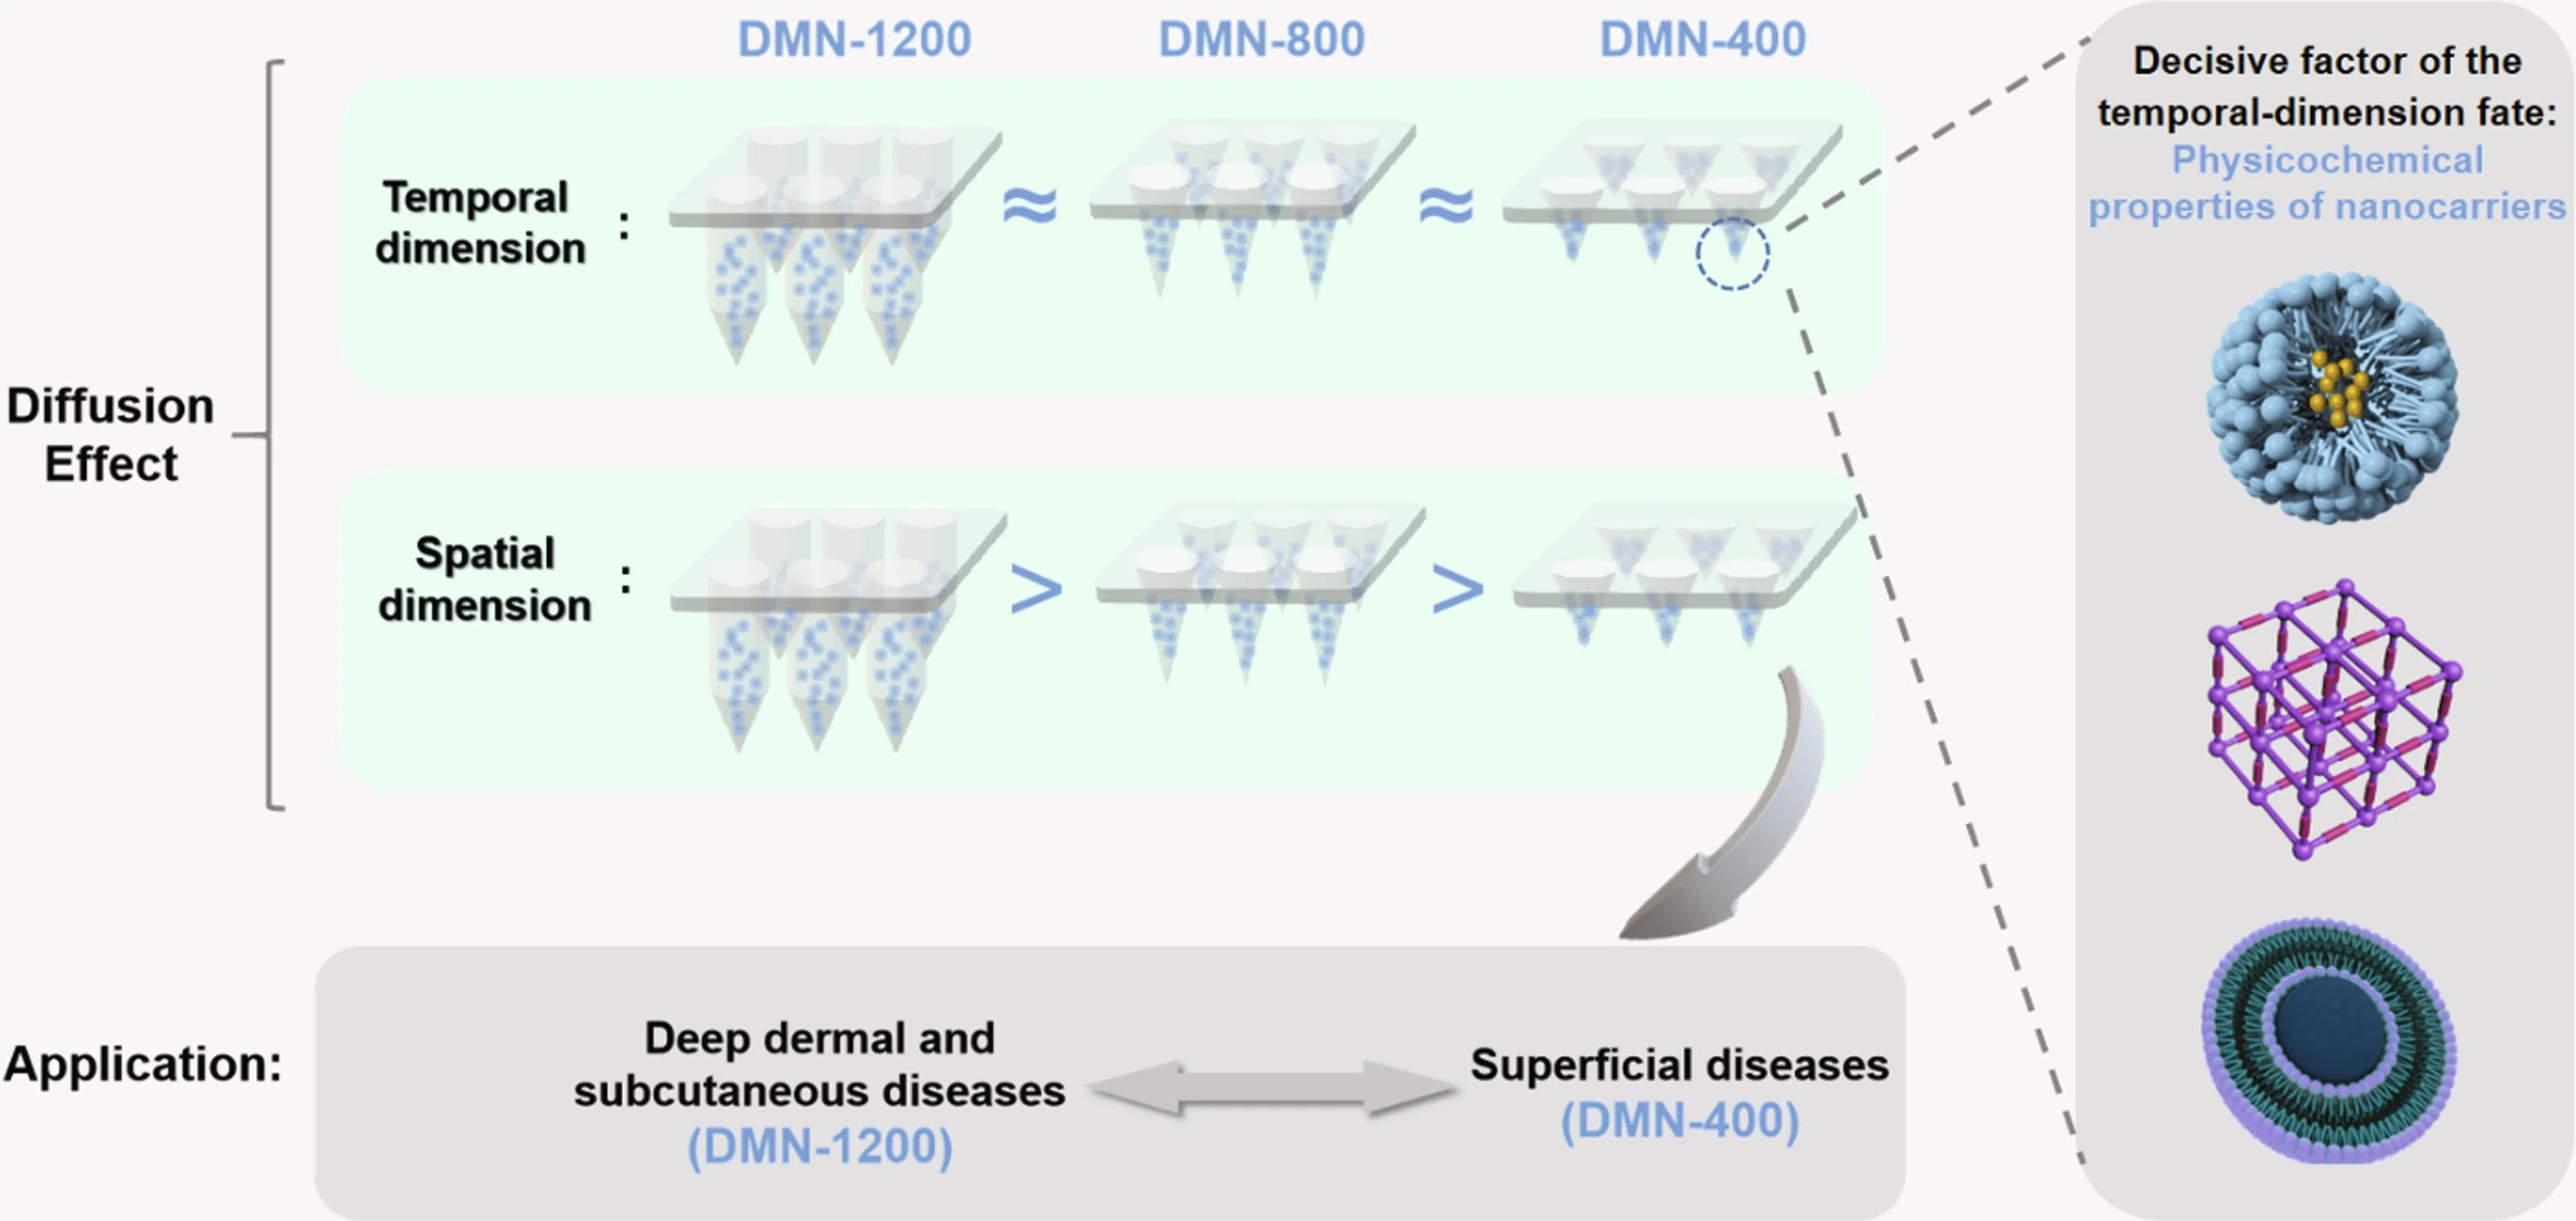 DMN-1200
DMN-800
DMN-400
Decisive factor of the
temporal-dimension fate:
Physicochemical
properties of nanocarriers
Temporal
dimension
:
≈
≈
Diffusion
Effect
Spatial
dimension
:
>
>
Application:
Deep dermal and
subcutaneous diseases
(DMN-1200)
Superficial diseases
(DMN-400)